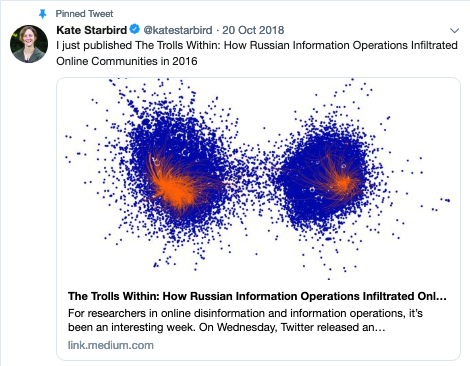 Pinned Tweet
Kate Starbird @katestarbird · 20 Oct 2018
I just published The Trolls Within: How Russian Information Operations Infiltrated
Online Communities in 2016
The Trolls Within: How Russian Information Operations Infiltrated Onl...
For researchers in online disinformation and information operations, it's
been an interesting week. On Wednesday, Twitter released an...
link.medium.com